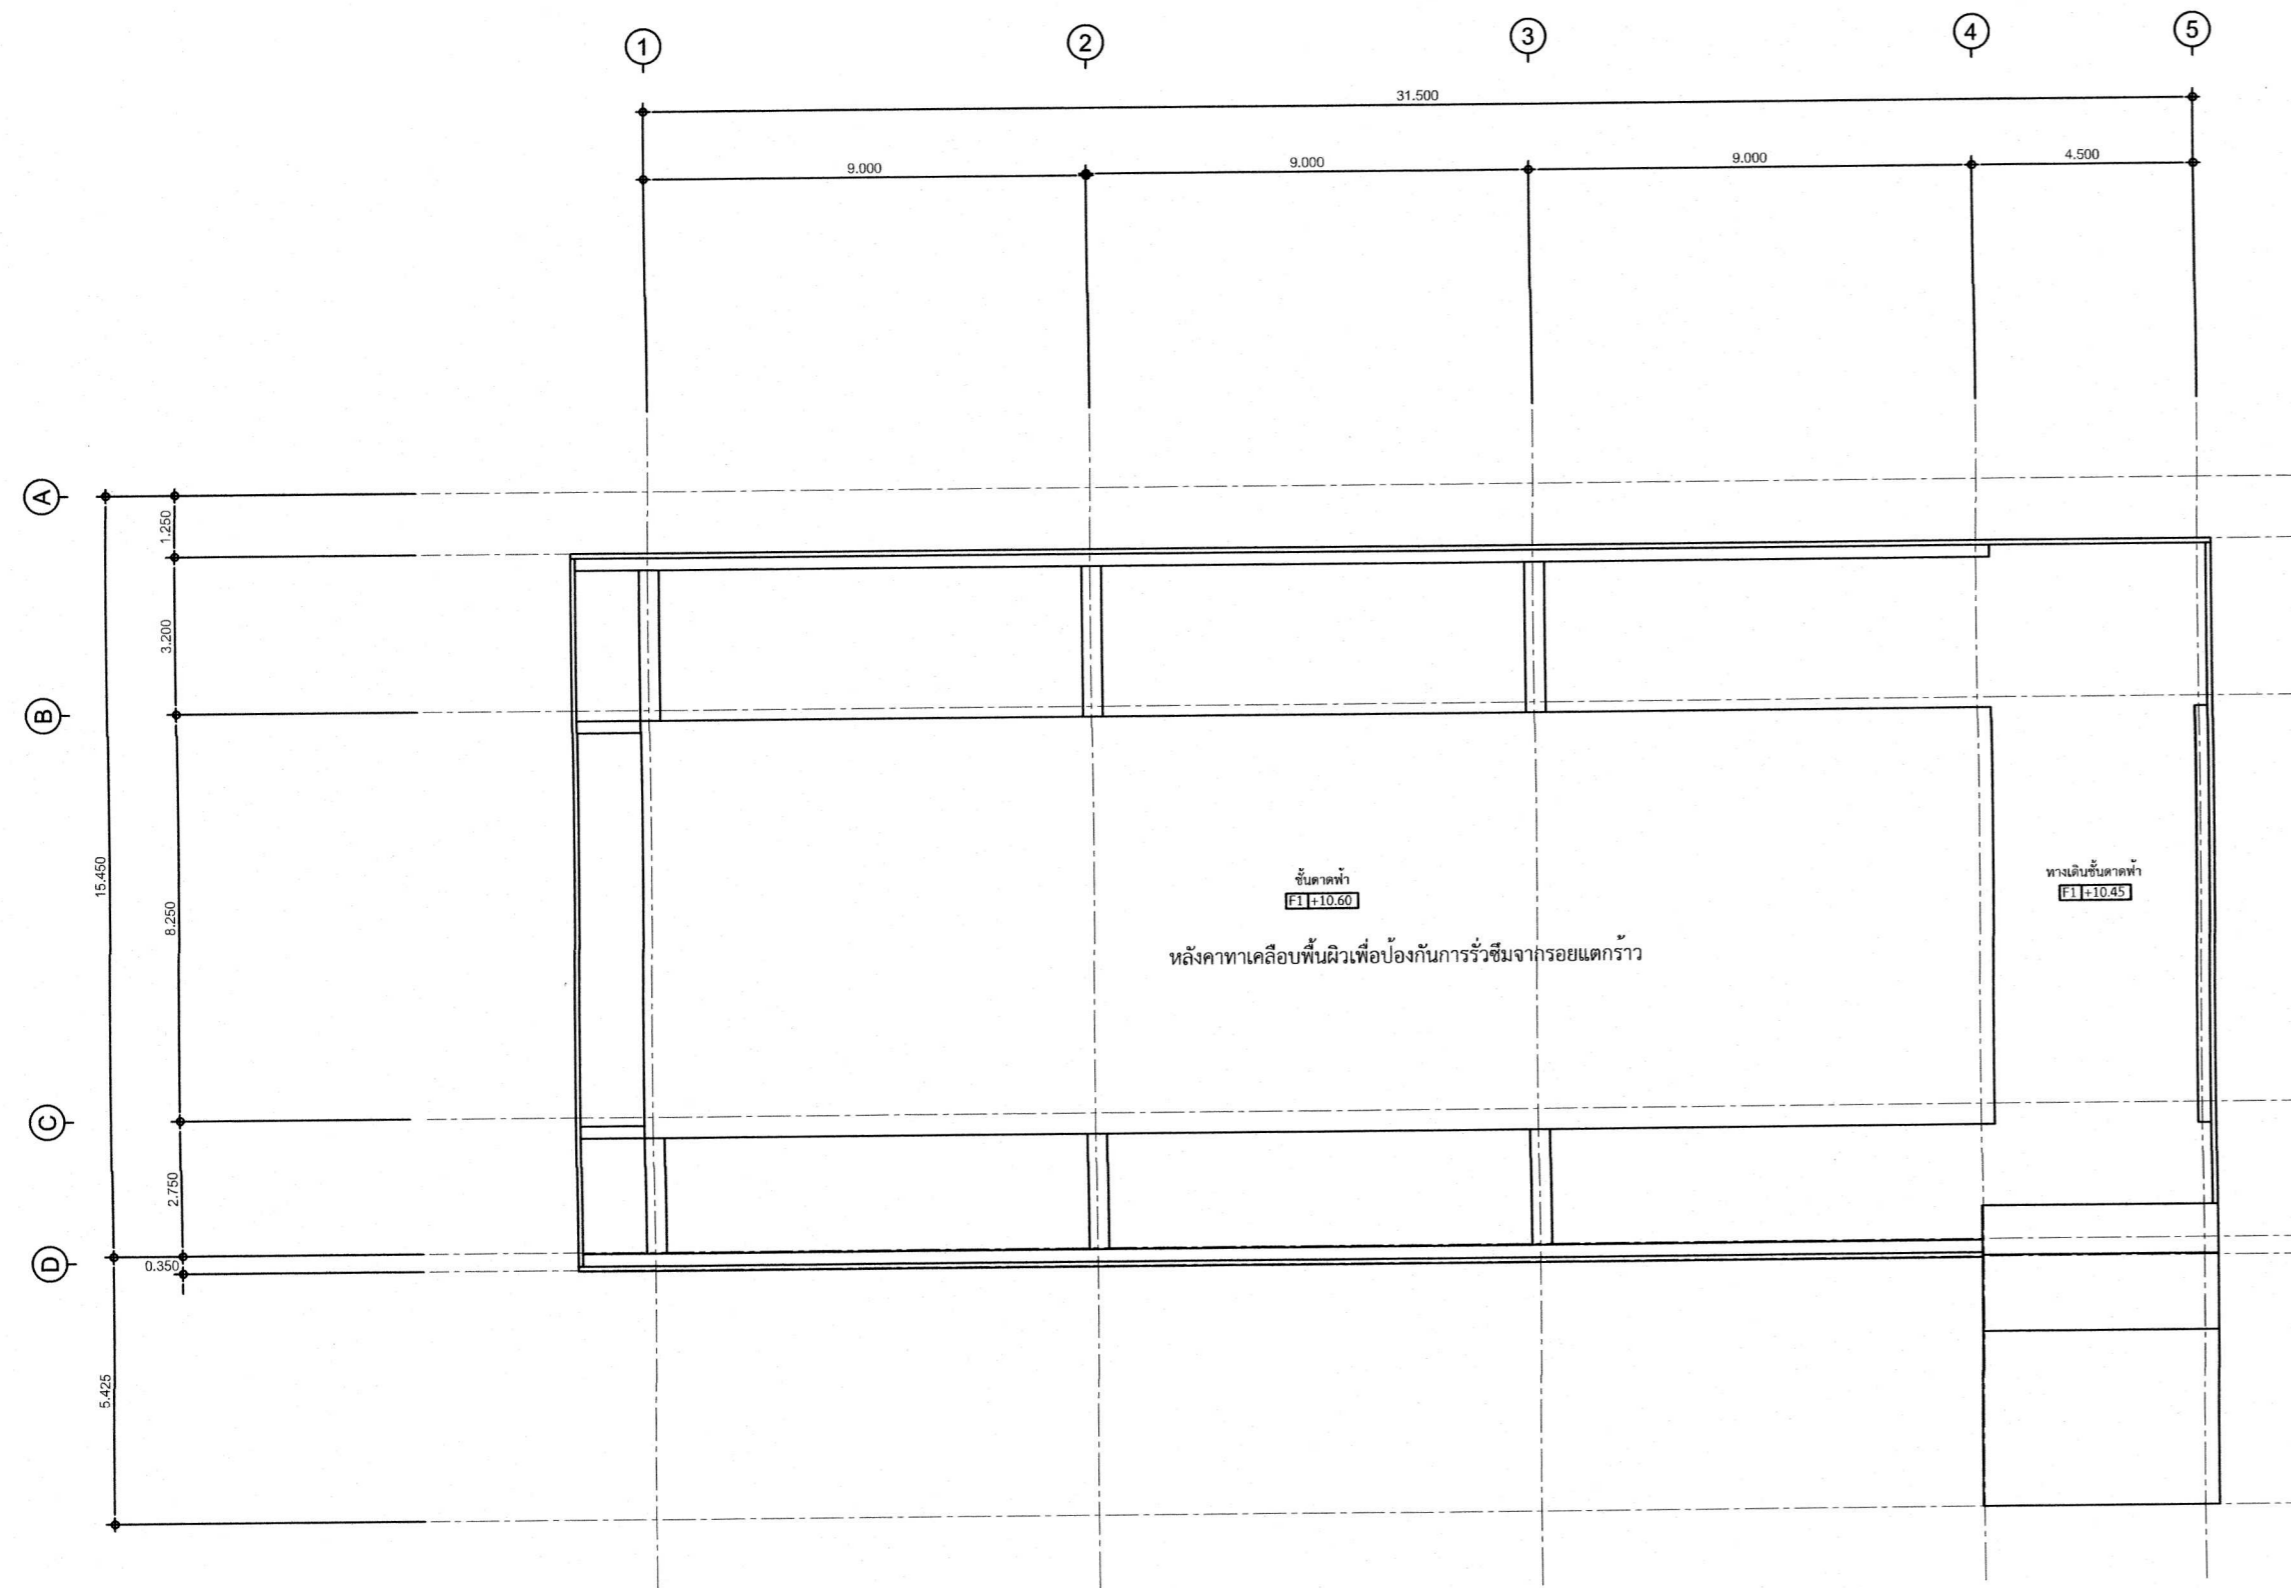 1 2 3 4 5
31.500
9.000 9.000 9.000 4.500
A
1.250
3.200
B
15.450
8.250
ชั้นดาดฟ้า
F1 +10.60
ทางเดินชั้นดาดฟ้า
F1 +10.45
หลังคาทาเคลือบพื้นผิวเพื่อป้องกันการรั่วซึมจากรอยแตกร้าว
C
2.750
D
0.350
5.425